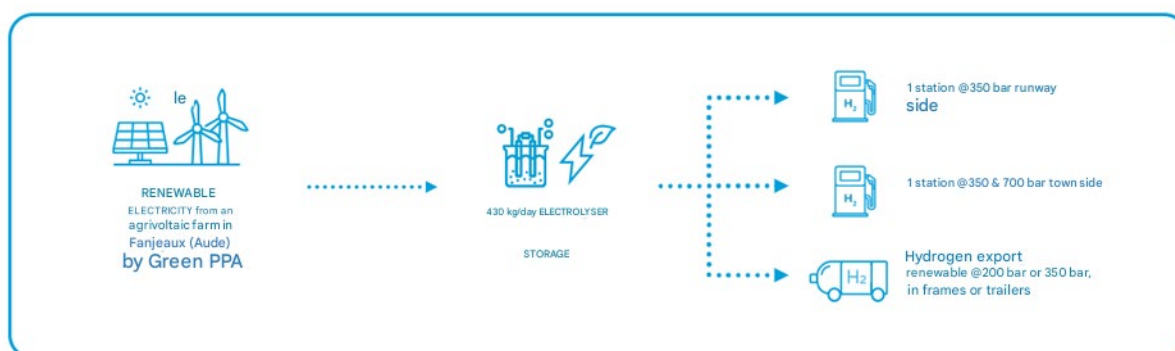 le
RENEWABLE
ELECTRICITY from an
agrivoltaic farm in
Fanjeaux (Aude)
by Green PPA
430 kg/day ELECTROLYSER
STORAGE
H₂
1 station @350 bar runway
side
H₂
1 station @350 & 700 bar town side
H₂
Hydrogen export
renewable @200 bar or 350 bar,
in frames or trailers